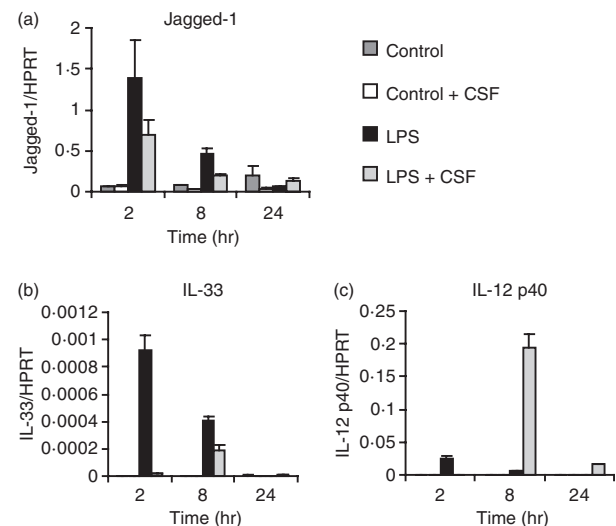 (a) Jagged-1
2
1·5
1
0·5
0
Jagged-1/HPRT
2 8 24
Time (hr)
Control
Control + CSF
LPS
LPS + CSF
(b) IL-33
0·0012
0·001
0·0008
0·0006
0·0004
0·0002
0
IL-33/HPRT
2 8 24
Time (hr)
(c) IL-12 p40
0·25
0·2
0·15
0·1
0·05
0
IL-12 p40/HPRT
2 8 24
Time (hr)